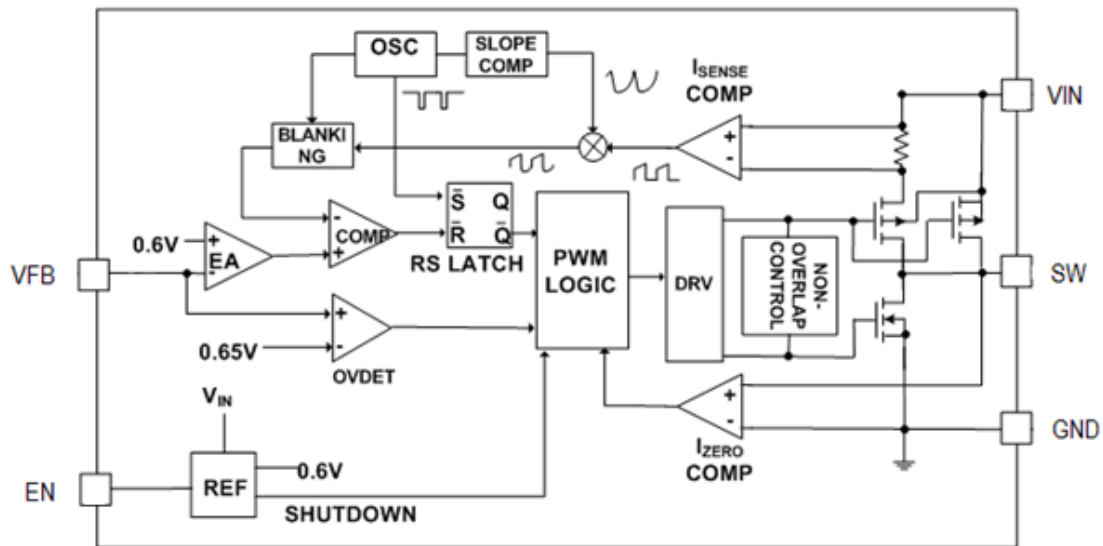 OSC
SLOPE
COMP
ISENSE
COMP
VIN
BLANKI
NG
+
-
S̅ Q
R̅ Q̅
RS LATCH
-
COMP
+
0.6V
+
EA
-
VFB
PWM
LOGIC
DRV
NON-
OVERLAP
CONTROL
SW
+
-
0.65V
OVDET
VIN
+
-
IZERO
COMP
GND
0.6V
REF
EN
SHUTDOWN